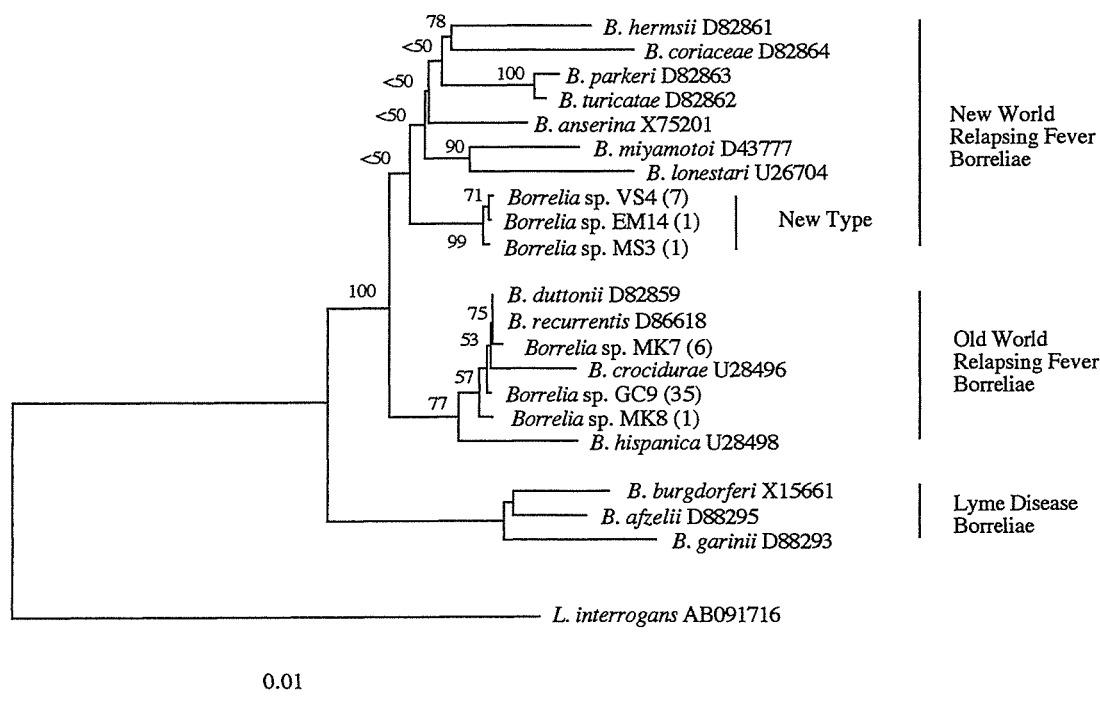 78
B. hermsii D82861
<50
B. coriaceae D82864
<50
100
B. parkeri D82863
B. turicatae D82862
<50
B. anserina X75201
90
B. miyamotoi D43777
<50
B. lonestari U26704
New World
Relapsing Fever
Borreliae
71
Borrelia sp. VS4 (7)
Borrelia sp. EM14 (1)
99
Borrelia sp. MS3 (1)
New Type
100
B. duttonii D82859
75
B. recurrentis D86618
53
Borrelia sp. MK7 (6)
B. crocidurae U28496
57
Borrelia sp. GC9 (35)
77
Borrelia sp. MK8 (1)
B. hispanica U28498
Old World
Relapsing Fever
Borreliae
B. burgdorferi X15661
B. afzelii D88295
B. garinii D88293
Lyme Disease
Borreliae
L. interrogans AB091716
0.01